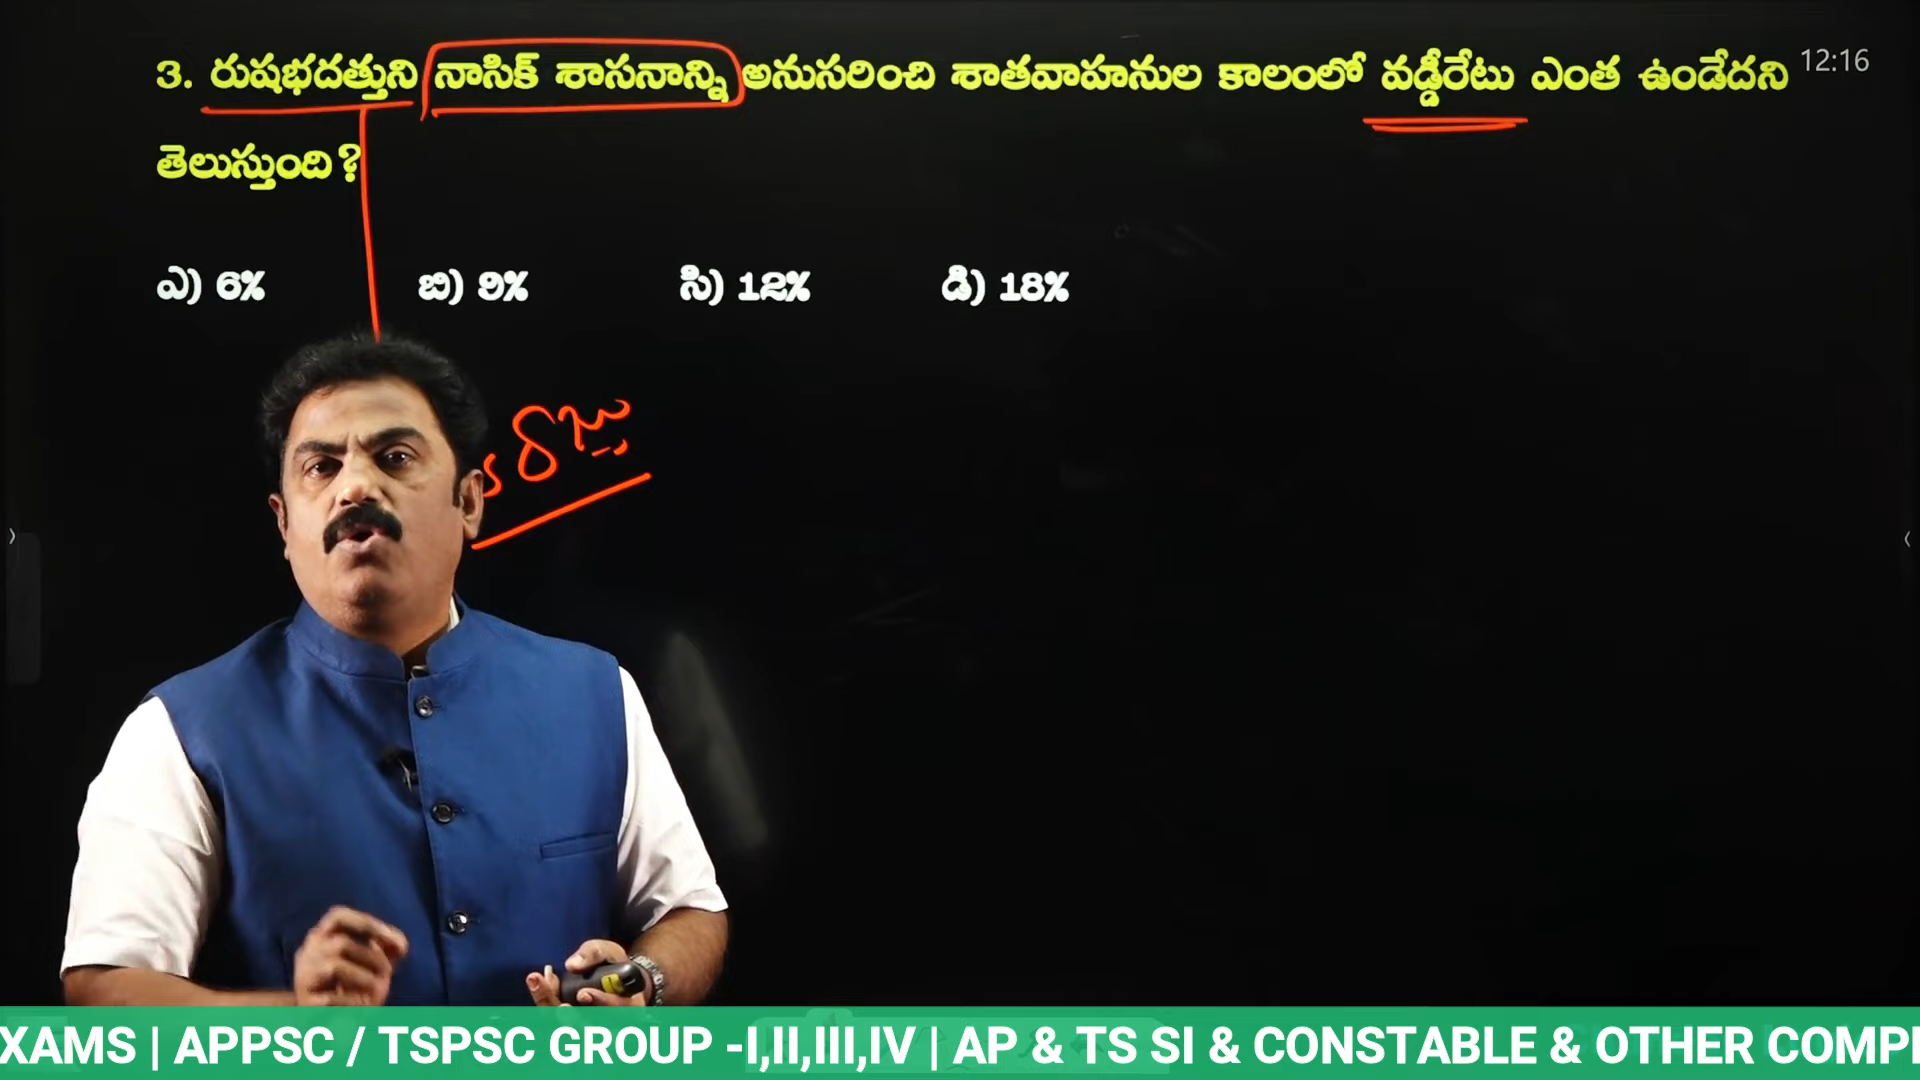 3. రుషభదత్తుని నాసిక్ శాసనాన్ని అనుసరించి శాతవాహనుల కాలంలో వడ్డీరేటు ఎంత ఉండేదని
12:16
తెలుస్తుంది?
ఎ) 6% బి) 9% సి) 12% డి) 18%
XAMS | APPSC / TSPSC GROUP -I,II,III,IV | AP & TS SI & CONSTABLE & OTHER COMP